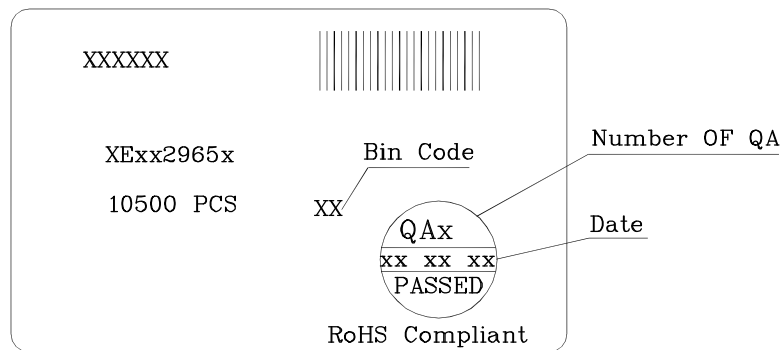 XXXXXX
XExx2965x
Bin Code
Number OF QA
10500 PCS
XX
QAx
Date
xx xx xx
PASSED
RoHS Compliant